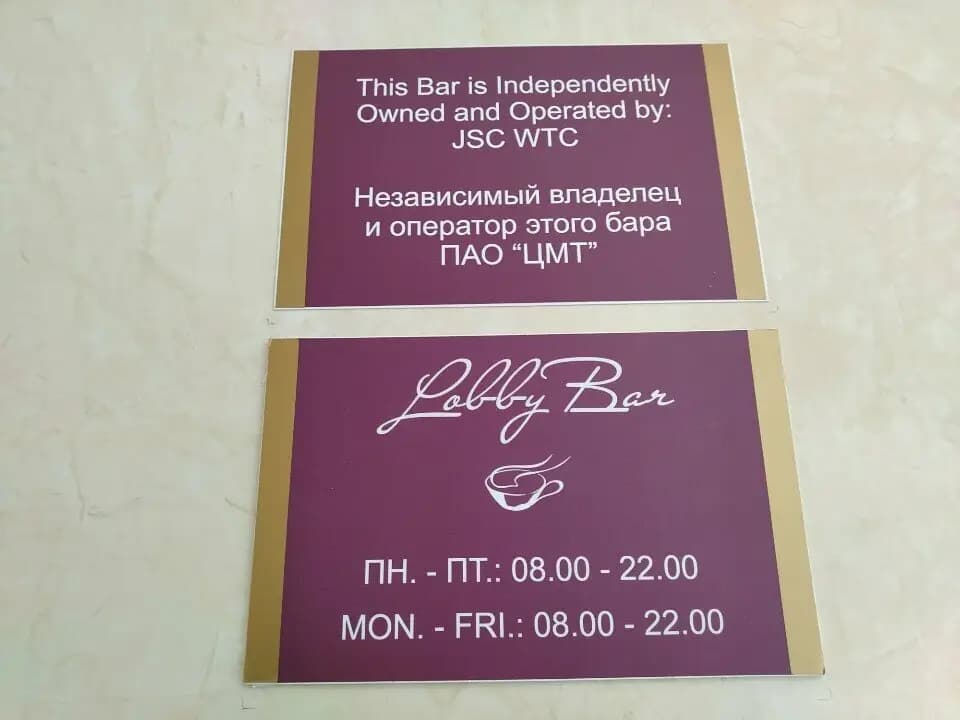 This Bar is Independently
Owned and Operated by:
JSC WTC
Независимый владелец
и оператор этого бара
ПАО “ЦМТ”
Lobby Bar
ПН. - ПТ.: 08.00 - 22.00
MON. - FRI.: 08.00 - 22.00